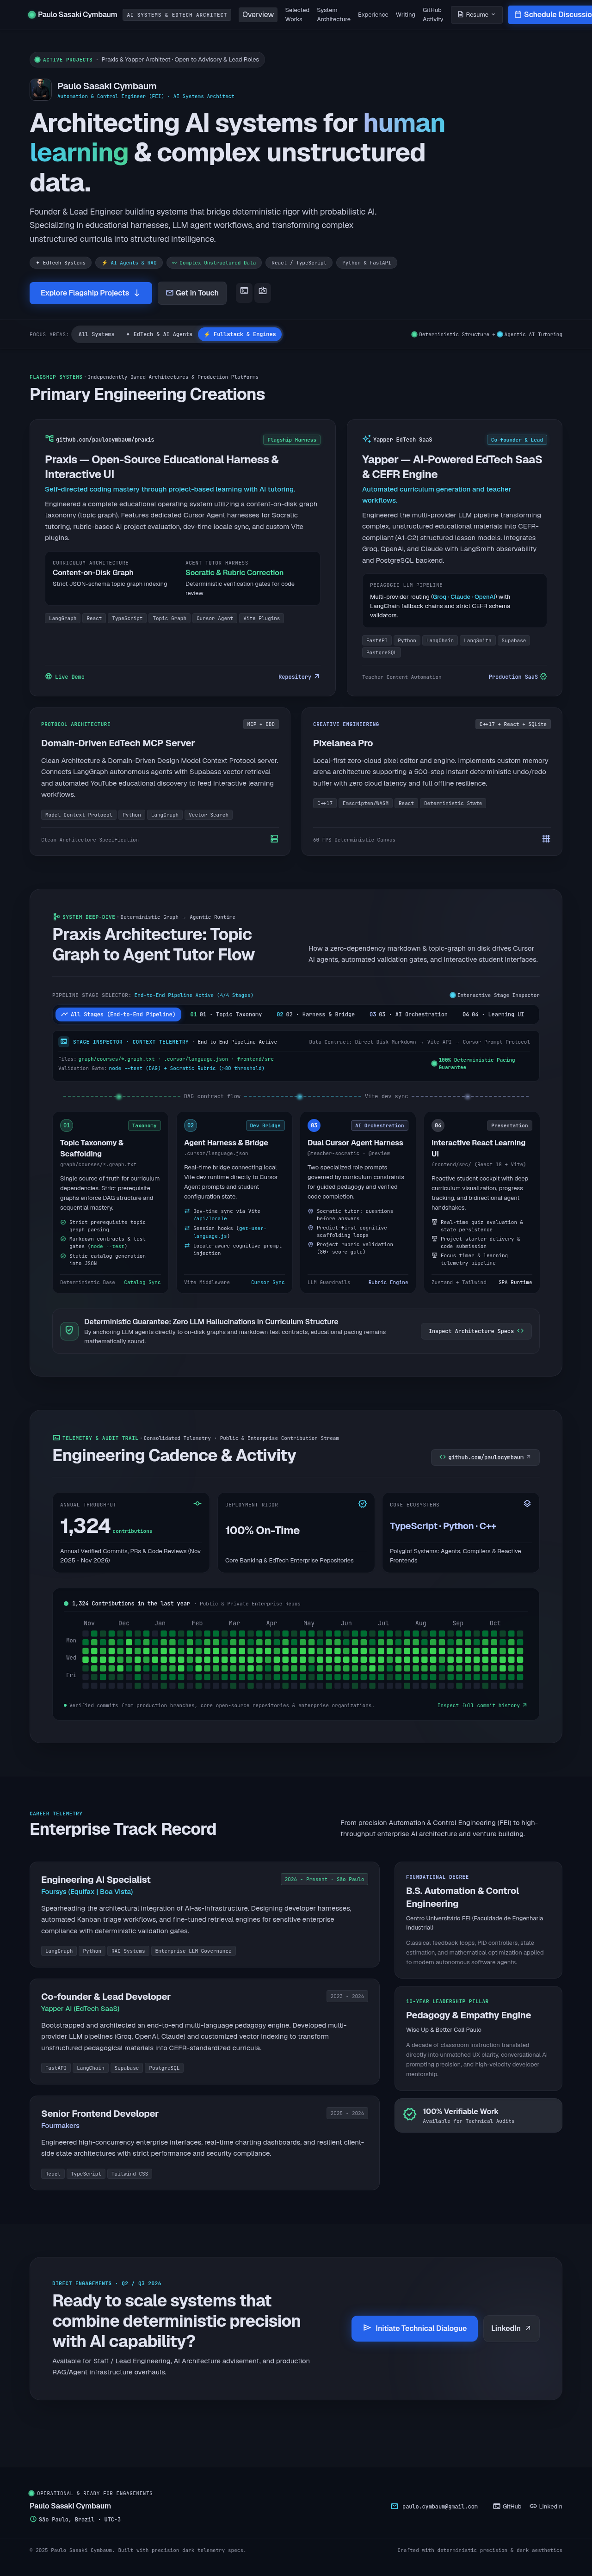 Paulo Sasaki Cymbaum
AI SYSTEMS & EDTECH ARCHITECT
Overview
Selected Works
System Architecture
Experience
Writing
GitHub Activity
Resume
Schedule Discussio
ACTIVE PROJECTS · Praxis & Yapper Architect · Open to Advisory & Lead Roles
Paulo Sasaki Cymbaum
Automation & Control Engineer (FEI) · AI Systems Architect
Architecting AI systems for human
learning & complex unstructured
data.
Founder & Lead Engineer building systems that bridge deterministic rigor with probabilistic AI.
Specializing in educational harnesses, LLM agent workflows, and transforming complex
unstructured curricula into structured intelligence.
✦ EdTech Systems
⚡ AI Agents & RAG
Complex Unstructured Data
React / TypeScript
Python & FastAPI
Explore Flagship Projects ↓
Get in Touch
FOCUS AREAS:
All Systems
✦ EdTech & AI Agents
⚡ Fullstack & Engines
Deterministic Structure
Agentic AI Tutoring
FLAGSHIP SYSTEMS · Independently Owned Architectures & Production Platforms
Primary Engineering Creations
github.com/paulocymbaum/praxis
Flagship Harness
Praxis — Open-Source Educational Harness &
Interactive UI
Self-directed coding mastery through project-based learning with AI tutoring.
Engineered a complete educational operating system utilizing a content-on-disk graph
taxonomy (topic graph). Features dedicated Cursor Agent harnesses for Socratic
tutoring, rubric-based AI project evaluation, dev-time locale sync, and custom Vite
plugins.
CURRICULUM ARCHITECTURE
Content-on-Disk Graph
Strict JSON-schema topic graph indexing
AGENT TUTOR HARNESS
Socratic & Rubric Correction
Deterministic verification gates for code
review
LangGraph
React
TypeScript
Topic Graph
Cursor Agent
Vite Plugins
Live Demo
Repository ↗
Yapper EdTech SaaS
Co-founder & Lead
Yapper — AI-Powered EdTech SaaS
& CEFR Engine
Automated curriculum generation and teacher
workflows.
Engineered the multi-provider LLM pipeline transforming
complex, unstructured educational materials into CEFR-
compliant (A1-C2) structured lesson models. Integrates
Groq, OpenAI, and Claude with LangSmith observability
and PostgreSQL backend.
PEDAGOGIC LLM PIPELINE
Multi-provider routing (Groq · Claude · OpenAI) with
LangChain fallback chains and strict CEFR schema
validators.
FastAPI
Python
LangChain
LangSmith
Supabase
PostgreSQL
Teacher Content Automation
Production SaaS
PROTOCOL ARCHITECTURE
MCP + DDD
Domain-Driven EdTech MCP Server
Clean Architecture & Domain-Driven Design Model Context Protocol server.
Connects LangGraph autonomous agents with Supabase vector retrieval
and automated YouTube educational discovery to feed interactive learning
workflows.
Model Context Protocol
Python
LangGraph
Vector Search
Clean Architecture Specification
CREATIVE ENGINEERING
C++17 + React + SQLite
Pixelanea Pro
Local-first zero-cloud pixel editor and engine. Implements custom memory
arena architecture supporting a 500-step instant deterministic undo/redo
buffer with zero cloud latency and full offline resilience.
C++17
Emscripten/WASM
React
Deterministic State
60 FPS Deterministic Canvas
SYSTEM DEEP-DIVE · Deterministic Graph → Agentic Runtime
Praxis Architecture: Topic
Graph to Agent Tutor Flow
How a zero-dependency markdown & topic-graph on disk drives Cursor
AI agents, automated validation gates, and interactive student interfaces.
PIPELINE STAGE SELECTOR: End-to-End Pipeline Active (4/4 Stages)
Interactive Stage Inspector
All Stages (End-to-End Pipeline)
01 01 · Topic Taxonomy
02 02 · Harness & Bridge
03 03 · AI Orchestration
04 04 · Learning UI
STAGE INSPECTOR · CONTEXT TELEMETRY · End-to-End Pipeline Active
Data Contract: Direct Disk Markdown → Vite API → Cursor Prompt Protocol
Files: graph/courses/*.graph.txt · .cursor/language.json · frontend/src
Validation Gate: node --test (DAG) + Socratic Rubric (>80 threshold)
100% Deterministic Pacing
Guarantee
DAG contract flow
Vite dev sync
01
Taxonomy
Topic Taxonomy &
Scaffolding
graph/courses/*.graph.txt
Single source of truth for curriculum
dependencies. Strict prerequisite
graphs enforce DAG structure and
sequential mastery.
Strict prerequisite topic
graph parsing
Markdown contracts & test
gates (node --test)
Static catalog generation
into JSON
Deterministic Base
Catalog Sync
02
Dev Bridge
Agent Harness & Bridge
.cursor/language.json
Real-time bridge connecting local
Vite dev runtime directly to Cursor
Agent prompts and student
configuration state.
Dev-time sync via Vite
/api/locale
Session hooks (get-user-
language.js)
Locale-aware cognitive prompt
injection
Vite Middleware
Cursor Sync
03
AI Orchestration
Dual Cursor Agent Harness
@teacher-socratic · @review
Two specialized role prompts
governed by curriculum constraints
for guided pedagogy and verified
code completion.
Socratic tutor: questions
before answers
Predict-first cognitive
scaffolding loops
Project rubric validation
(80+ score gate)
LLM Guardrails
Rubric Engine
04
Presentation
Interactive React Learning
UI
frontend/src/ (React 18 + Vite)
Reactive student cockpit with deep
curriculum visualization, progress
tracking, and bidirectional agent
handshakes.
Real-time quiz evaluation &
state persistence
Project starter delivery &
code submission
Focus timer & learning
telemetry pipeline
Zustand + Tailwind
SPA Runtime
Deterministic Guarantee: Zero LLM Hallucinations in Curriculum Structure
By anchoring LLM agents directly to on-disk graphs and markdown test contracts, educational pacing remains
mathematically sound.
Inspect Architecture Specs
TELEMETRY & AUDIT TRAIL · Consolidated Telemetry · Public & Enterprise Contribution Stream
Engineering Cadence & Activity
github.com/paulocymbaum ↗
ANNUAL THROUGHPUT
1,324 contributions
Annual Verified Commits, PRs & Code Reviews (Nov
2025 - Nov 2026)
DEPLOYMENT RIGOR
100% On-Time
Core Banking & EdTech Enterprise Repositories
CORE ECOSYSTEMS
TypeScript · Python · C++
Polyglot Systems: Agents, Compilers & Reactive
Frontends
1,324 Contributions in the last year · Public & Private Enterprise Repos
Nov Dec Jan Feb Mar Apr May Jun Jul Aug Sep Oct
Mon
Wed
Fri
Verified commits from production branches, core open-source repositories & enterprise organizations.
Inspect full commit history ↗
CAREER TELEMETRY
Enterprise Track Record
From precision Automation & Control Engineering (FEI) to high-
throughput enterprise AI architecture and venture building.
Engineering AI Specialist
2026 – Present · São Paulo
Foursys (Equifax | Boa Vista)
Spearheading the architectural integration of AI-as-Infrastructure. Designing developer harnesses,
automated Kanban triage workflows, and fine-tuned retrieval engines for sensitive enterprise
compliance with deterministic validation gates.
LangGraph
Python
RAG Systems
Enterprise LLM Governance
Co-founder & Lead Developer
2023 – 2026
Yapper AI (EdTech SaaS)
Bootstrapped and architected an end-to-end multi-language pedagogy engine. Developed multi-
provider LLM pipelines (Groq, OpenAI, Claude) and customized vector indexing to transform
unstructured pedagogical materials into CEFR-standardized curricula.
FastAPI
LangChain
Supabase
PostgreSQL
Senior Frontend Developer
2025 – 2026
Fourmakers
Engineered high-concurrency enterprise interfaces, real-time charting dashboards, and resilient client-
side state architectures with strict performance and security compliance.
React
TypeScript
Tailwind CSS
FOUNDATIONAL DEGREE
B.S. Automation & Control
Engineering
Centro Universitário FEI (Faculdade de Engenharia
Industrial)
Classical feedback loops, PID controllers, state
estimation, and mathematical optimization applied
to modern autonomous software agents.
10-YEAR LEADERSHIP PILLAR
Pedagogy & Empathy Engine
Wise Up & Better Call Paulo
A decade of classroom instruction translated
directly into unmatched UX clarity, conversational AI
prompting precision, and high-velocity developer
mentorship.
100% Verifiable Work
Available for Technical Audits
DIRECT ENGAGEMENTS · Q2 / Q3 2026
Ready to scale systems that
combine deterministic precision
with AI capability?
Available for Staff / Lead Engineering, AI Architecture advisement, and production
RAG/Agent infrastructure overhauls.
Initiate Technical Dialogue
LinkedIn ↗
OPERATIONAL & READY FOR ENGAGEMENTS
Paulo Sasaki Cymbaum
São Paulo, Brazil · UTC-3
paulo.cymbaum@gmail.com
GitHub
LinkedIn
© 2025 Paulo Sasaki Cymbaum. Built with precision dark telemetry specs.
Crafted with deterministic precision & dark aesthetics